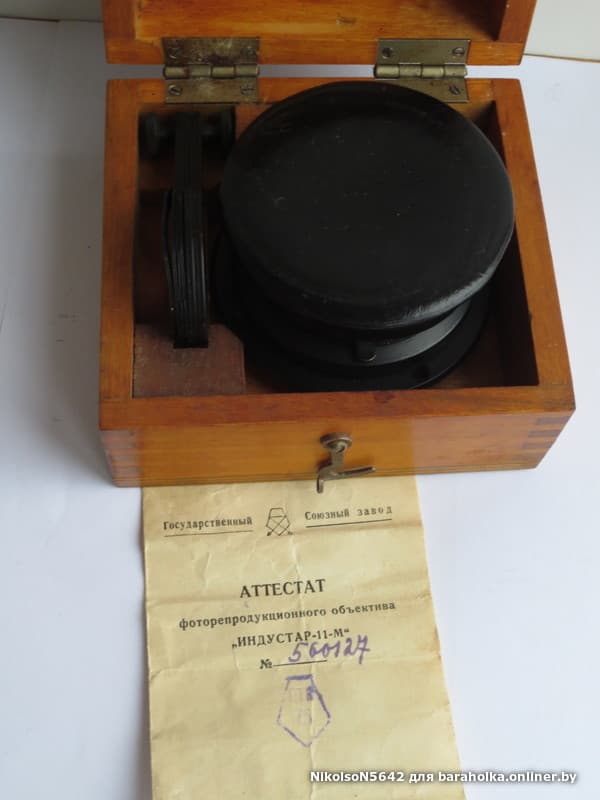 Государственный Союзный завод
АТТЕСТАТ
фоторепродукционного объектива
„ИНДУСТАР-11-М“
№ 560127
NikolsoN5642 для baraholka.onliner.by